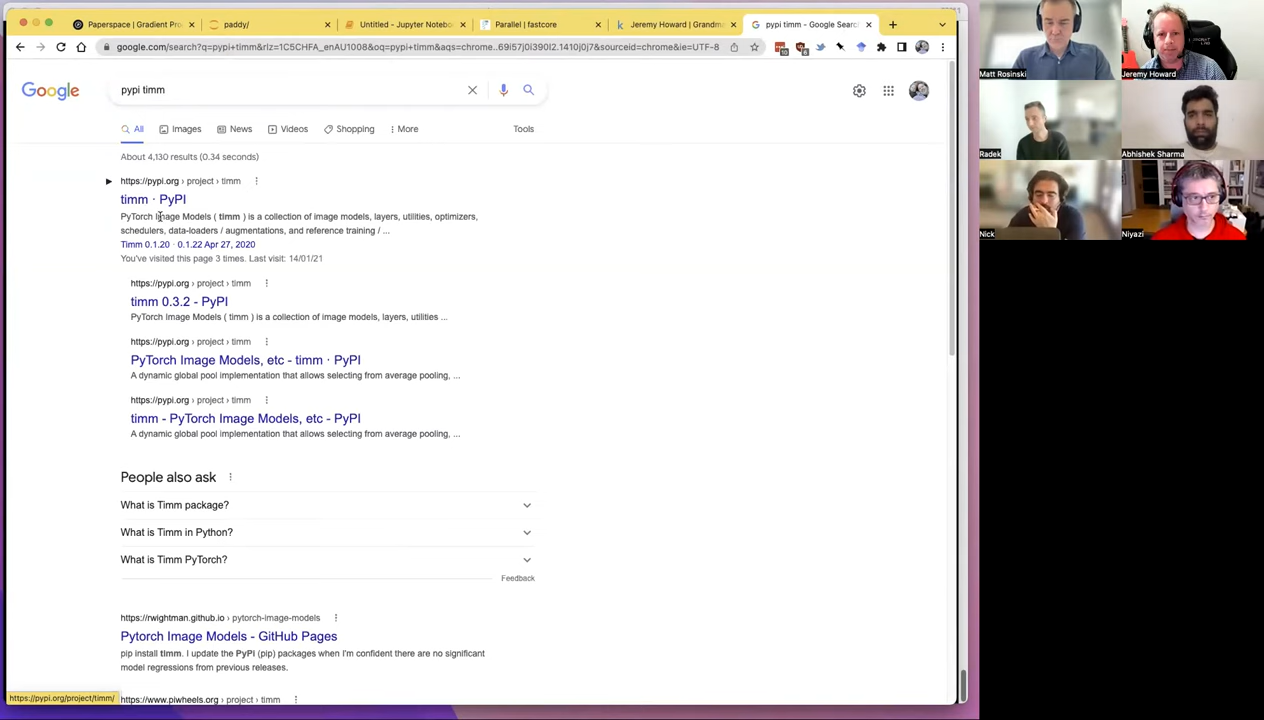 Paperspace | Gradient Pro
paddy/
Untitled - Jupyter Notebo
Parallel | fastcore
Jeremy Howard | Grandma
pypi timm - Google Searc
google.com/search?q=pypi+timm&rlz=1C5CHFA_enAU1008&oq=pypi+timm&aqs=chrome..69i57j0i390l2.1410j0j7&sourceid=chrome&ie=UTF-8
Google
pypi timm
All
Images
News
Videos
Shopping
More
Tools
About 4,130 results (0.34 seconds)
https://pypi.org › project › timm
timm · PyPI
PyTorch Image Models ( timm ) is a collection of image models, layers, utilities, optimizers,
schedulers, data-loaders / augmentations, and reference training / ...
Timm 0.1.20 · 0.1.22 Apr 27, 2020
You've visited this page 3 times. Last visit: 14/01/21
https://pypi.org › project › timm
timm 0.3.2 - PyPI
PyTorch Image Models ( timm ) is a collection of image models, layers, utilities ...
https://pypi.org › project › timm
PyTorch Image Models, etc - timm · PyPI
A dynamic global pool implementation that allows selecting from average pooling, ...
https://pypi.org › project › timm
timm - PyTorch Image Models, etc - PyPI
A dynamic global pool implementation that allows selecting from average pooling, ...
People also ask
What is Timm package?
What is Timm in Python?
What is Timm PyTorch?
Feedback
https://rwightman.github.io › pytorch-image-models
Pytorch Image Models - GitHub Pages
pip install timm. I update the PyPI (pip) packages when I'm confident there are no significant
model regressions from previous releases.
https://www.piwheels.org › project › timm
https://pypi.org/project/timm/
Matt Rosinski
Jeremy Howard
Radek
Abhishek Sharma
Nick
Niyazi